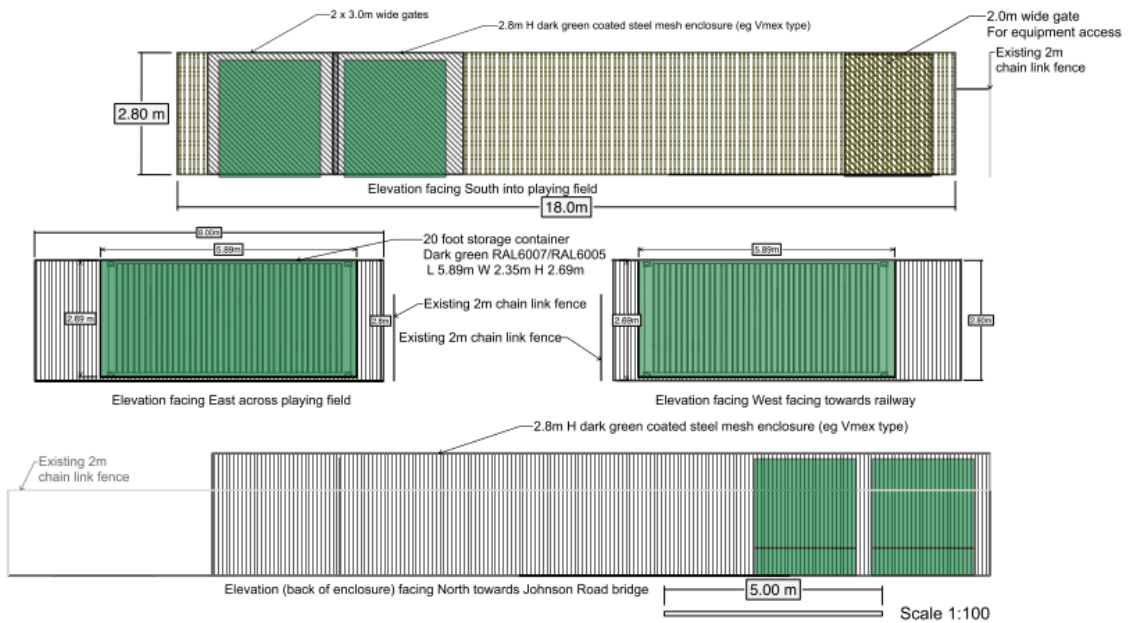 2 x 3.0m wide gates
2.8m H dark green coated steel mesh enclosure (eg Vmex type)
2.0m wide gate
For equipment access
Existing 2m
chain link fence
2.80 m
Elevation facing South into playing field
18.0m
8.00m
5.89m
20 foot storage container
Dark green RAL6007/RAL6005
L 5.89m W 2.35m H 2.69m
2.69 m
2.8m
Existing 2m chain link fence
Existing 2m chain link fence
5.89m
2.69m
2.80m
Elevation facing East across playing field
Elevation facing West facing towards railway
2.8m H dark green coated steel mesh enclosure (eg Vmex type)
Existing 2m
chain link fence
Elevation (back of enclosure) facing North towards Johnson Road bridge
5.00 m
Scale 1:100